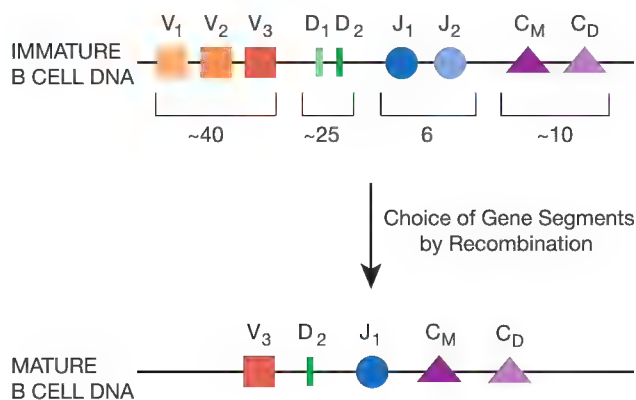 V1 V2 V3 D1 D2 J1 J2 CM CD
IMMATURE
B CELL DNA
~40 ~25 6 ~10
Choice of Gene Segments
by Recombination
V3 D2 J1 CM CD
MATURE
B CELL DNA